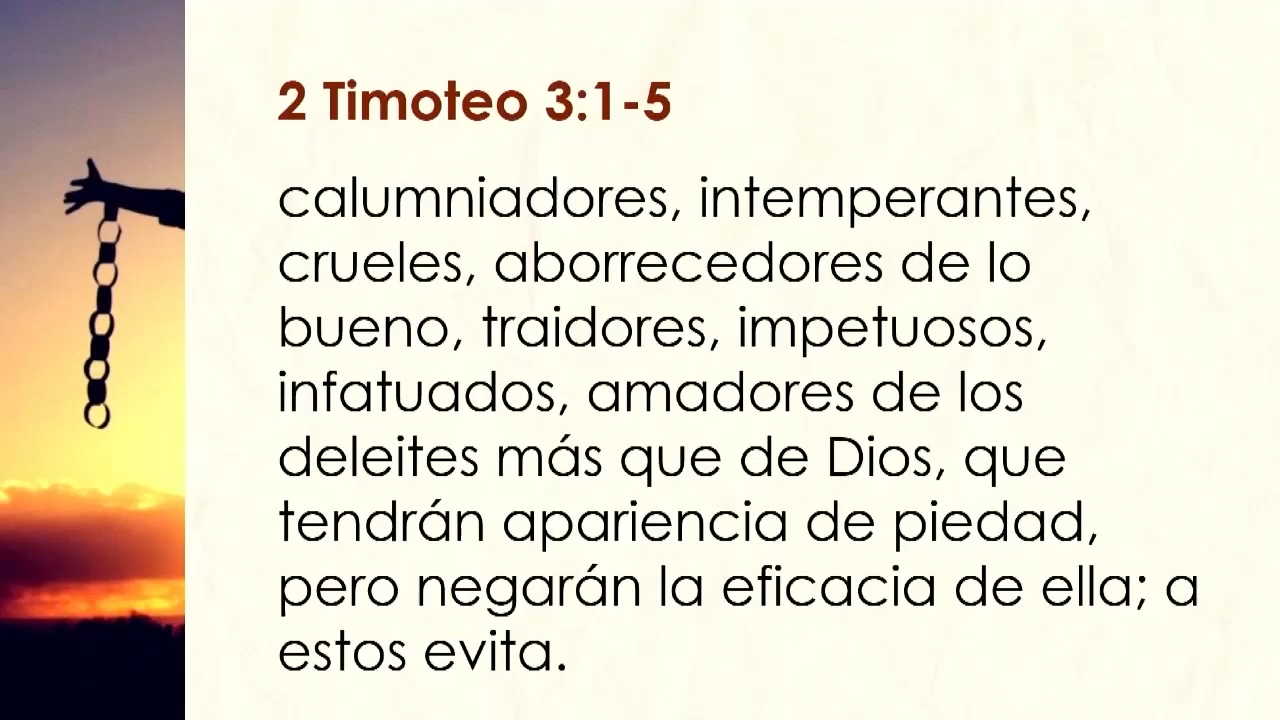 2 Timoteo 3:1-5
calumniadores, intemperantes,
crueles, aborrecedores de lo
bueno, traidores, impetuosos,
infatuados, amadores de los
deleites más que de Dios, que
tendrán apariencia de piedad,
pero negarán la eficacia de ella; a
estos evita.